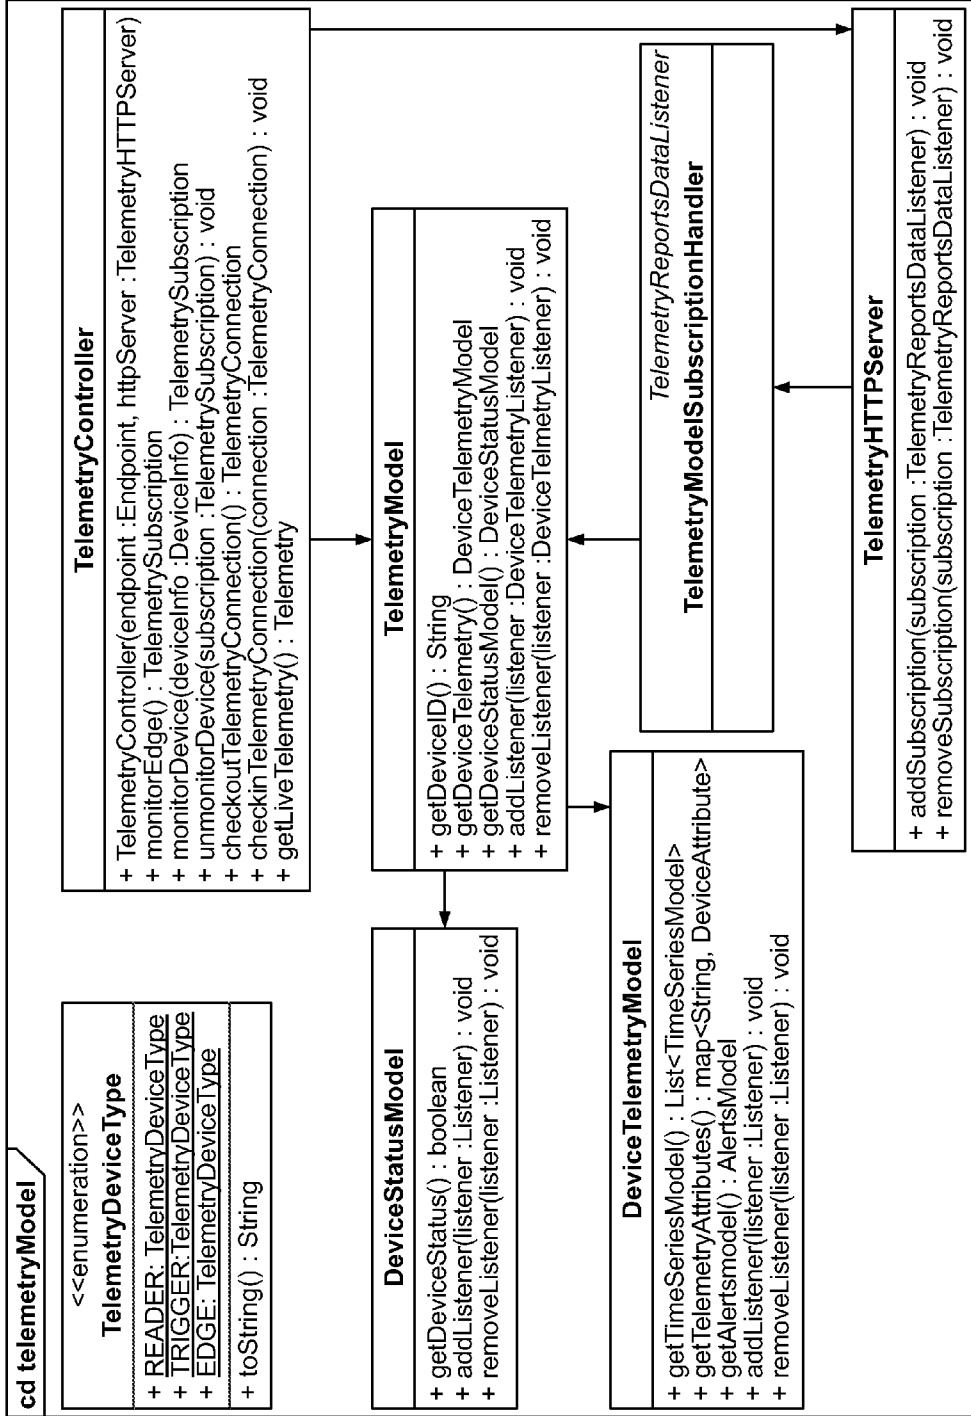 cd telemetryModel
<<enumeration>>
TelemetryDeviceType
+ READER: TelemetryDeviceType
+ TRIGGER:TelemetryDeviceType
+ EDGE: TelemetryDeviceType
+ toString() : String
TelemetryController
+ TelemetryController(endpoint :Endpoint, httpServer :TelemetryHTTPServer)
+ monitorEdge() : TelemetrySubscription
+ monitorDevice(deviceInfo :DeviceInfo) : TelemetrySubscription
+ unmonitorDevice(subscription :TelemetrySubscription) : void
+ checkoutTelemetryConnection() : TelemetryConnection
+ checkinTelemetryConnection(connection :TelemetryConnection) : void
+ getLiveTelemetry() : Telemetry
DeviceStatusModel
+ getDeviceStatus() : boolean
+ addListener(listener :Listener) : void
+ removeListener(listener :Listener) : void
TelemetryModel
+ getDeviceID() : String
+ getDeviceTelemetry() : DeviceTelemetryModel
+ getDeviceStatusModel() : DeviceStatusModel
+ addListener(listener :DeviceTelemetryListener) : void
+ removeListener(listener :DeviceTelmetryListener) : void
DeviceTelemetryModel
+ getTimeSeriesModel() : List<TimeSeriesModel>
+ getTelemetryAttributes() : map<String, DeviceAttribute>
+ getAlertsmodel() : AlertsModel
+ addListener(listener :Listener) : void
+ removeListener(listener :Listener) : void
TelemetryReportsDataListener
TelemetryModelSubscriptionHandler
TelemetryHTTPServer
+ addSubscription(subscription :TelemetryReportsDataListener) : void
+ removeSubscription(subscription :TelemetryReportsDataListener) : void